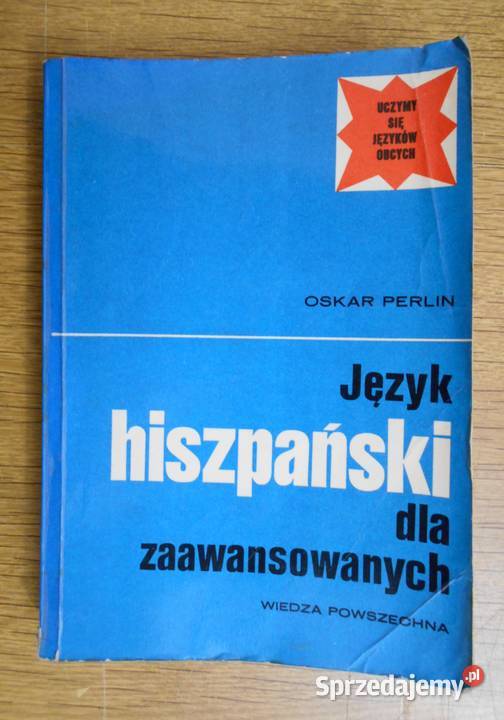 UCZYMY
SIĘ
JĘZYKÓW
OBCYCH
OSKAR PERLIN
Język
hiszpański
dla
zaawansowanych
WIEDZA POWSZECHNA
Sprzedajemy.pl